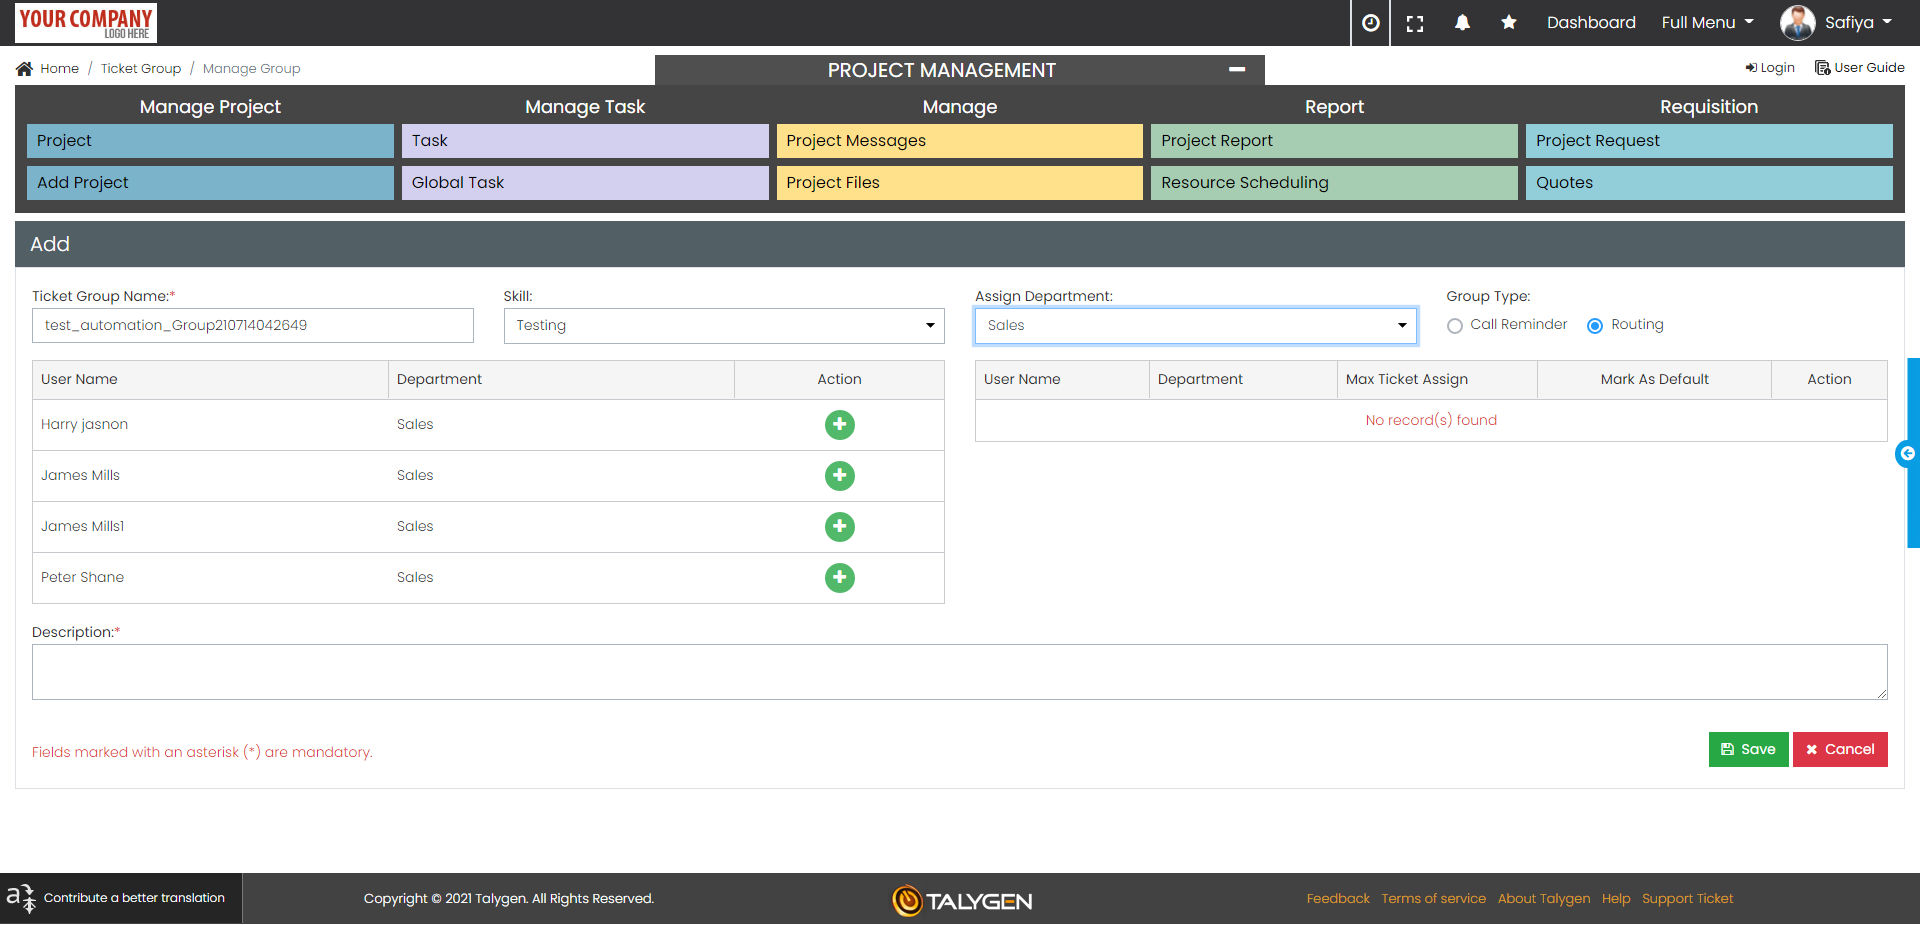 YOUR COMPANY
LOGO HERE
Dashboard
Full Menu
Safiya
Home / Ticket Group / Manage Group
PROJECT MANAGEMENT
Login
User Guide
Manage Project
Manage Task
Manage
Report
Requisition
Project
Task
Project Messages
Project Report
Project Request
Add Project
Global Task
Project Files
Resource Scheduling
Quotes
Add
Ticket Group Name:*
Skill:
Assign Department:
Group Type:
test_automation_Group210714042649
Testing
Sales
Call Reminder
Routing
User Name
Department
Action
Harry jasnon
Sales
James Mills
Sales
James Mills1
Sales
Peter Shane
Sales
User Name
Department
Max Ticket Assign
Mark As Default
Action
No record(s) found
Description:*
Fields marked with an asterisk (*) are mandatory.
Save
Cancel
Contribute a better translation
Copyright © 2021 Talygen. All Rights Reserved.
TALYGEN
Feedback
Terms of service
About Talygen
Help
Support Ticket